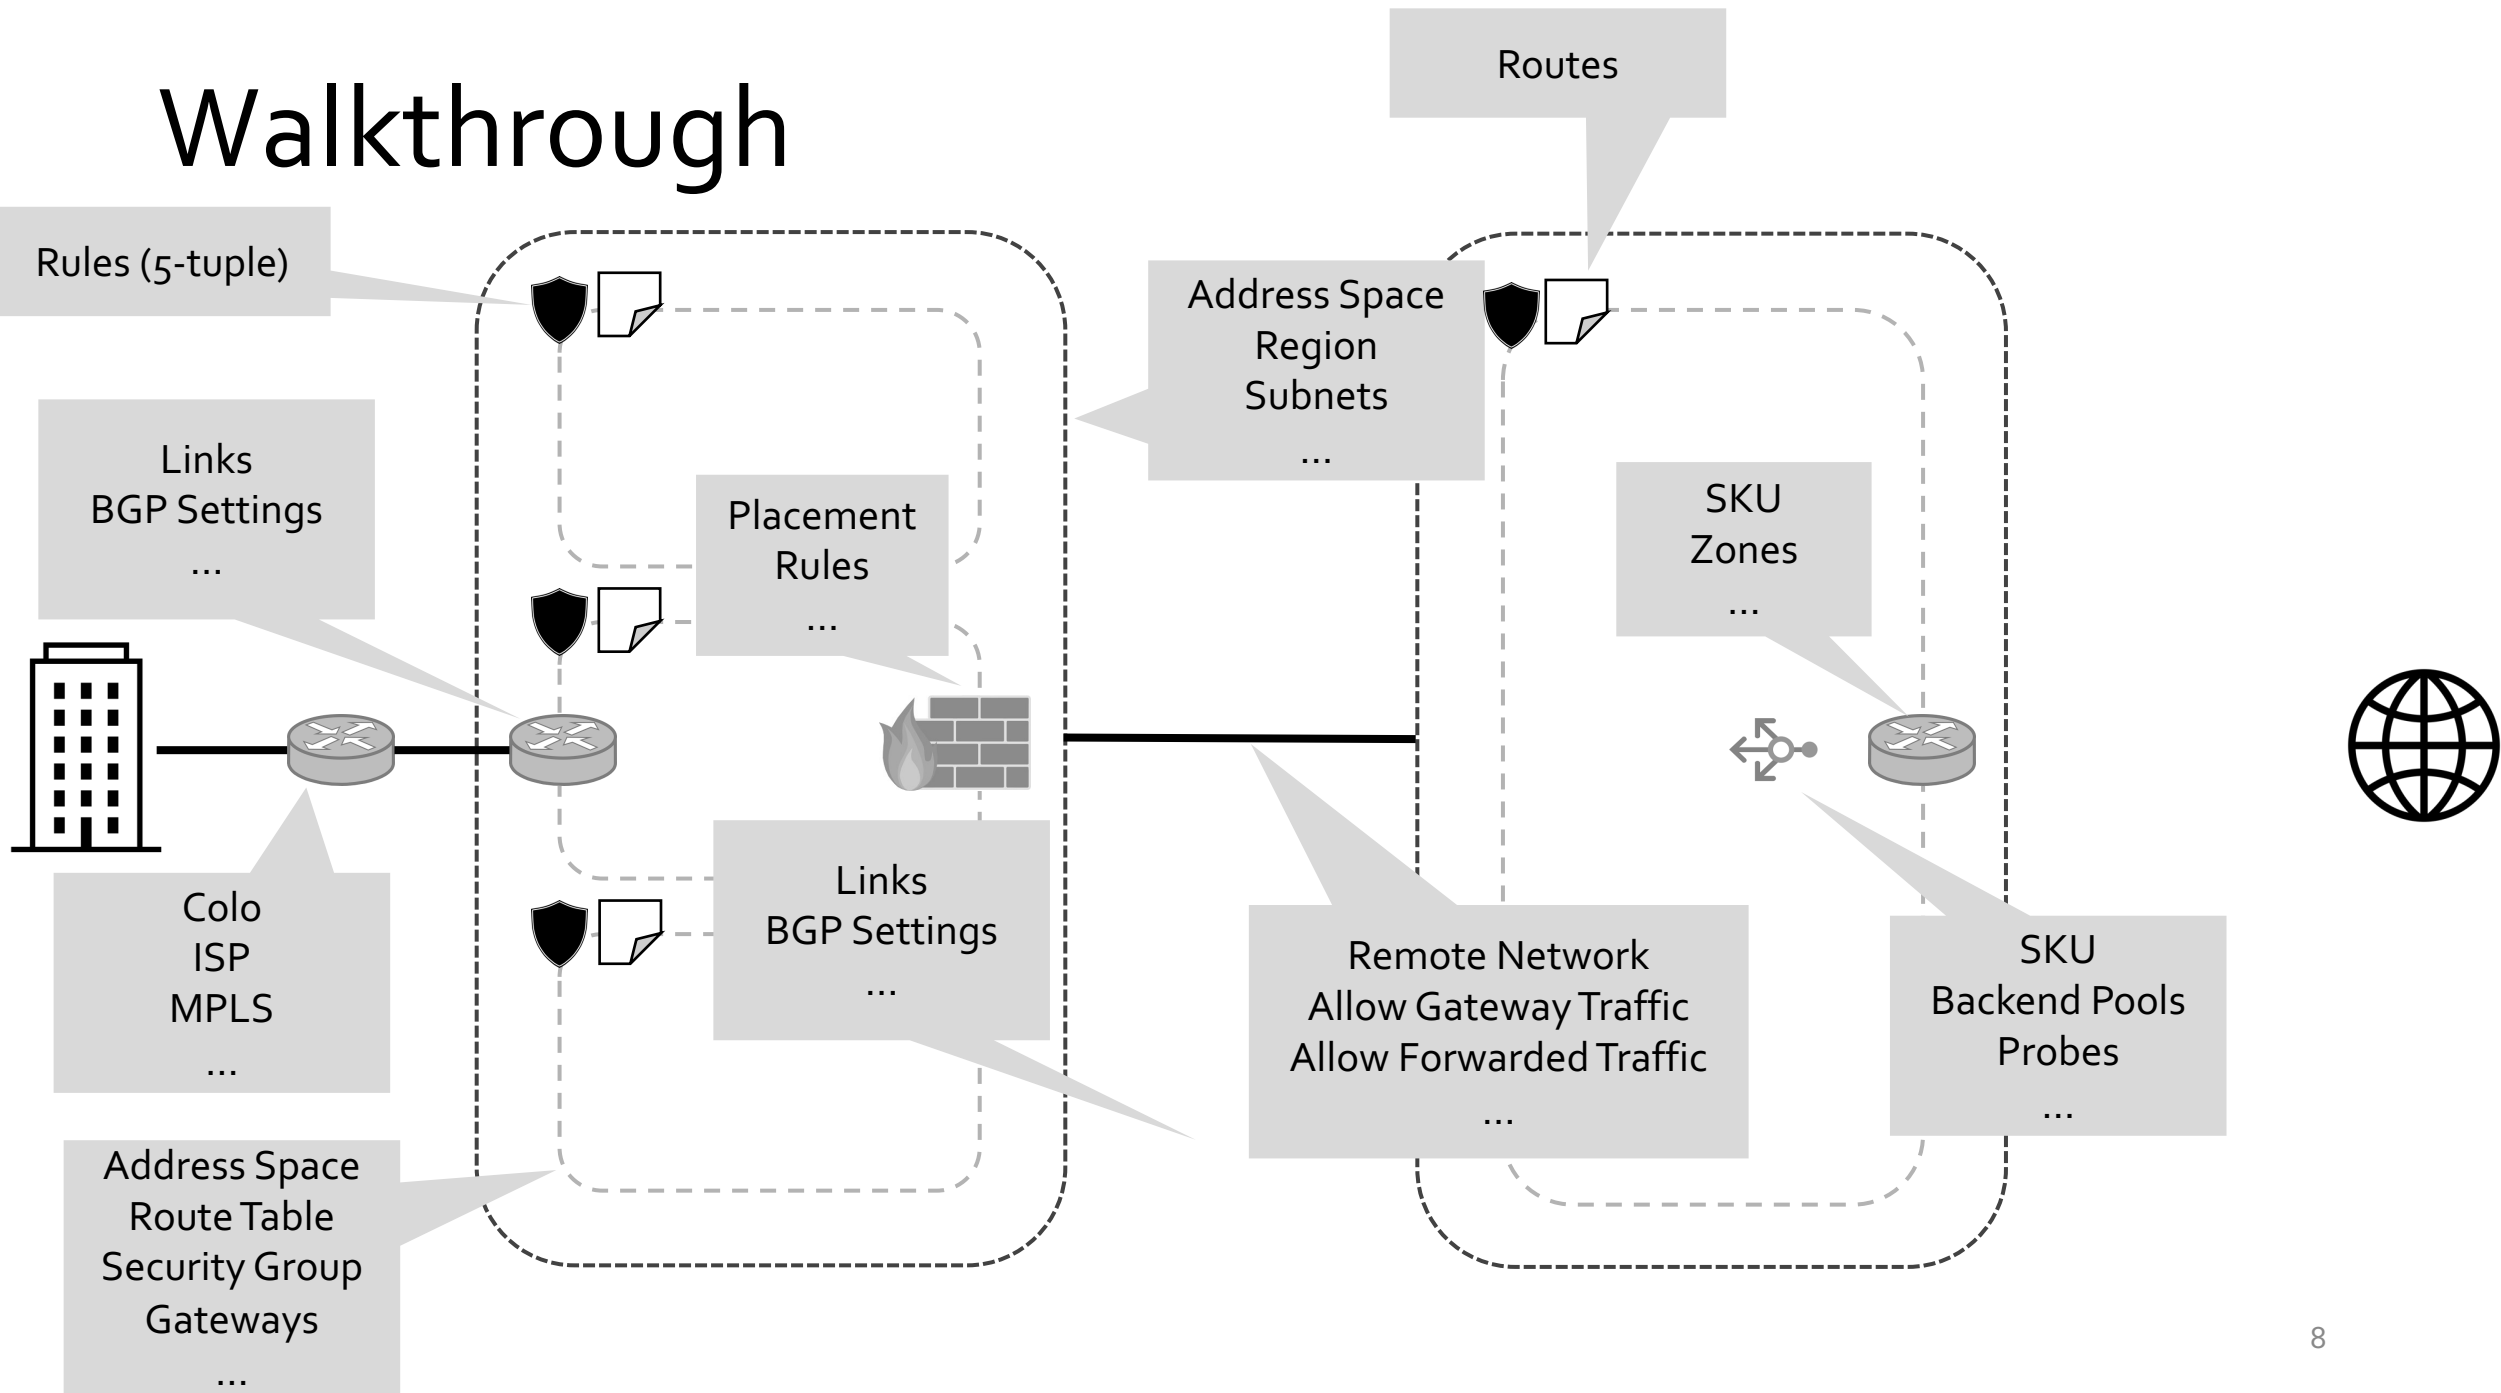 Walkthrough
Routes
Rules (5-tuple)
Address Space
Region
Subnets
...
Links
BGP Settings
...
Placement
Rules
...
SKU
Zones
...
Links
BGP Settings
...
Colo
ISP
MPLS
...
Remote Network
Allow Gateway Traffic
Allow Forwarded Traffic
...
SKU
Backend Pools
Probes
...
Address Space
Route Table
Security Group
Gateways
...
8